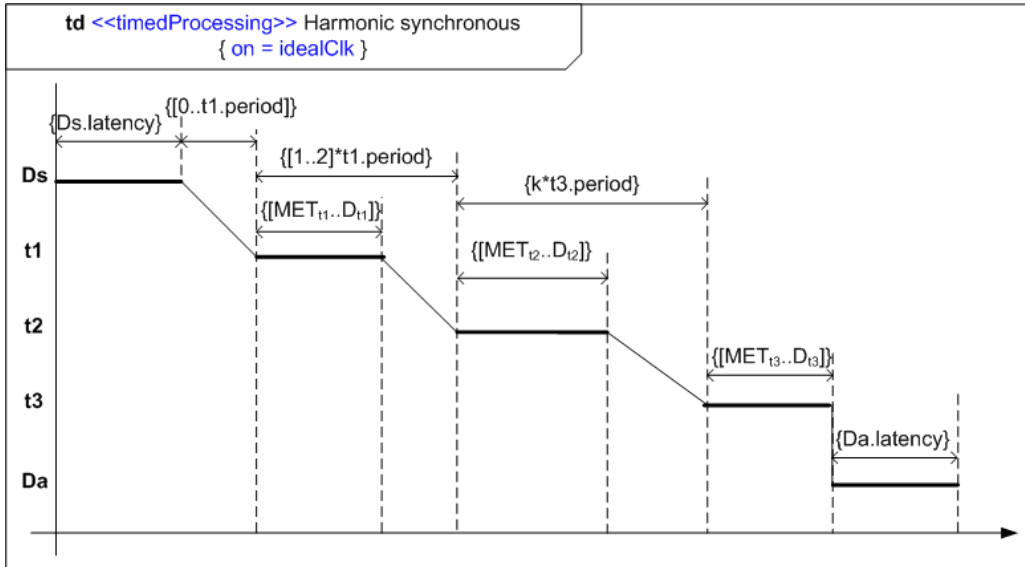 td <<timedProcessing>> Harmonic synchronous
{ on = idealClk }
{[0..t1.period]}
{Ds.latency}
{[1..2]*t1.period}
Ds
{k*t3.period}
{[METt1..Dt1]}
t1
{[METt2..Dt2]}
t2
{[METt3..Dt3]}
t3
{Da.latency}
Da